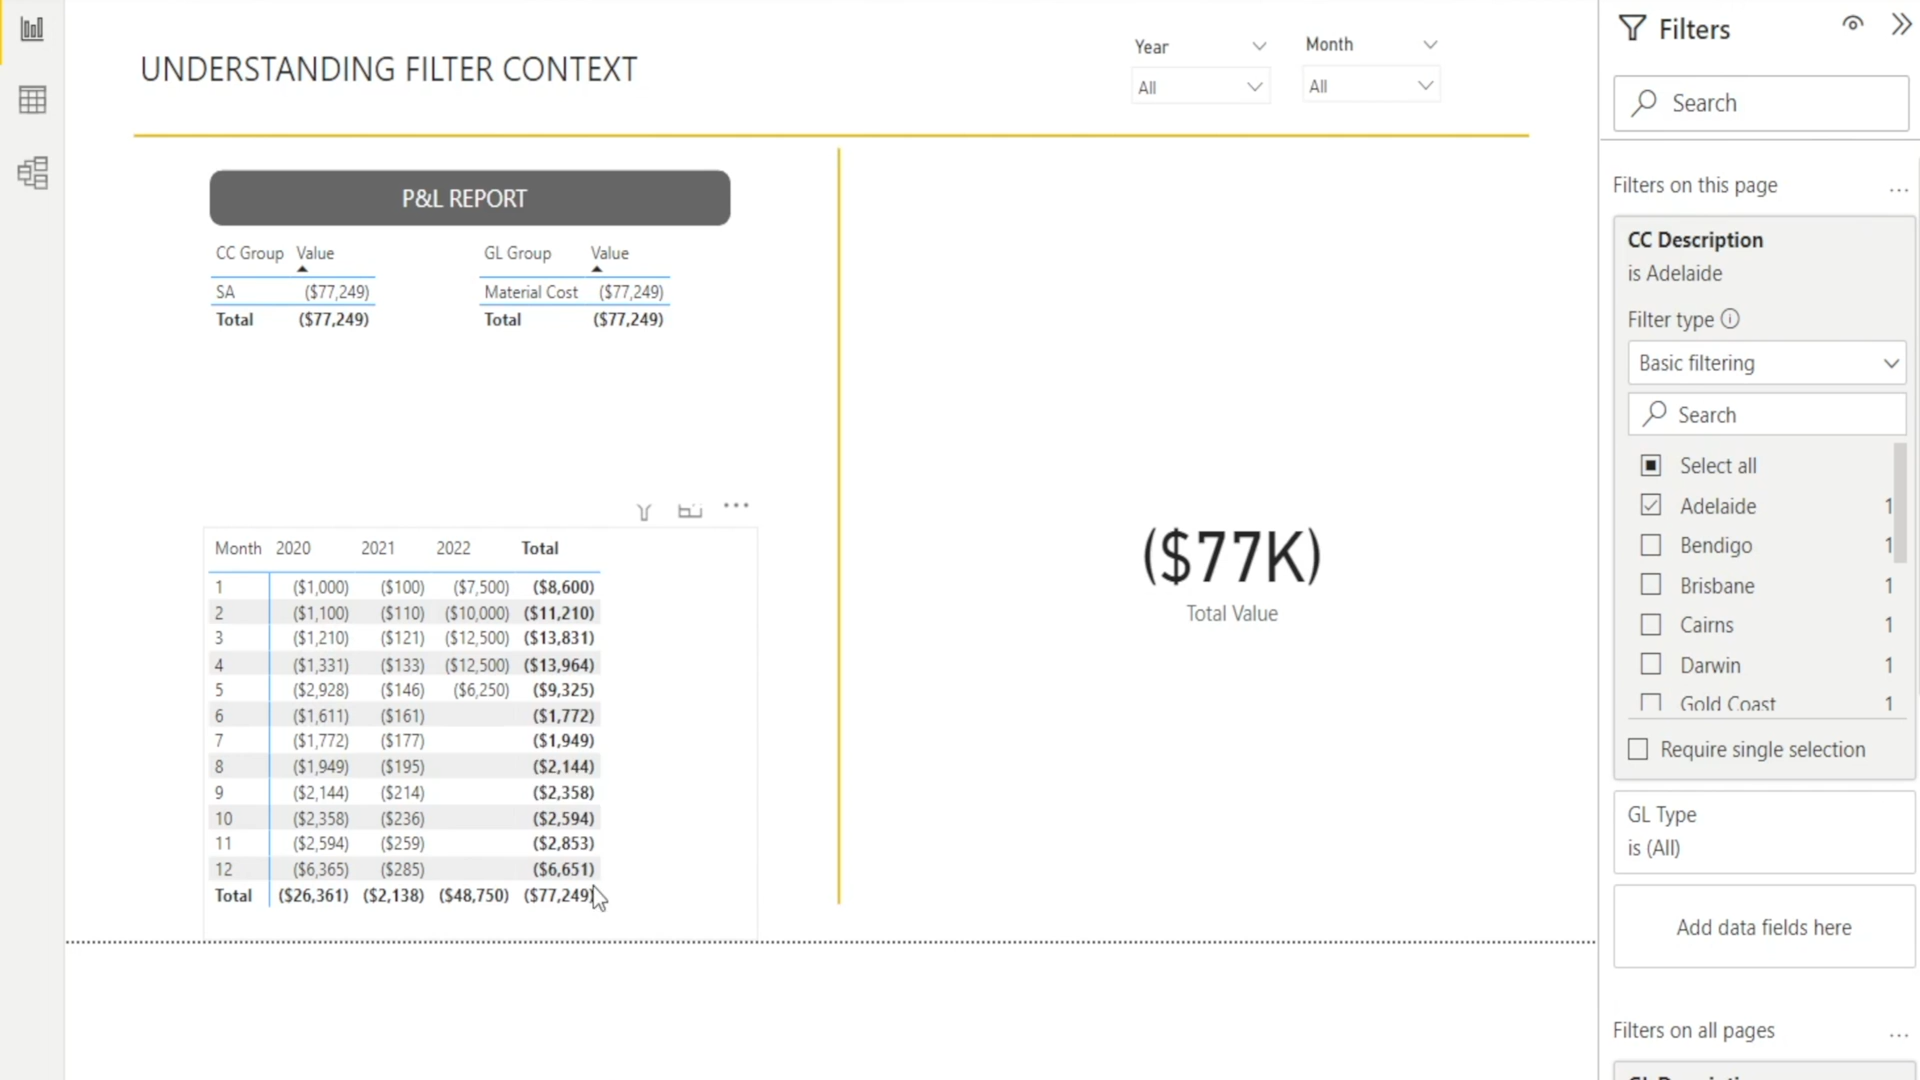 UNDERSTANDING FILTER CONTEXT
Year
All
Month
All
P&L REPORT
CC Group Value
SA ($77,249)
Total ($77,249)
GL Group Value
Material Cost ($77,249)
Total ($77,249)
Month 2020 2021 2022 Total
1 ($1,000) ($100) ($7,500) ($8,600)
2 ($1,100) ($110) ($10,000) ($11,210)
3 ($1,210) ($121) ($12,500) ($13,831)
4 ($1,331) ($133) ($12,500) ($13,964)
5 ($2,928) ($146) ($6,250) ($9,325)
6 ($1,611) ($161) ($1,772)
7 ($1,772) ($177) ($1,949)
8 ($1,949) ($195) ($2,144)
9 ($2,144) ($214) ($2,358)
10 ($2,358) ($236) ($2,594)
11 ($2,594) ($259) ($2,853)
12 ($6,365) ($285) ($6,651)
Total ($26,361) ($2,138) ($48,750) ($77,249)
($77K)
Total Value
Filters
Search
Filters on this page ...
CC Description
is Adelaide
Filter type
Basic filtering
Search
Select all
Adelaide 1
Bendigo 1
Brisbane 1
Cairns 1
Darwin 1
Gold Coast 1
Require single selection
GL Type
is (All)
Add data fields here
Filters on all pages ...